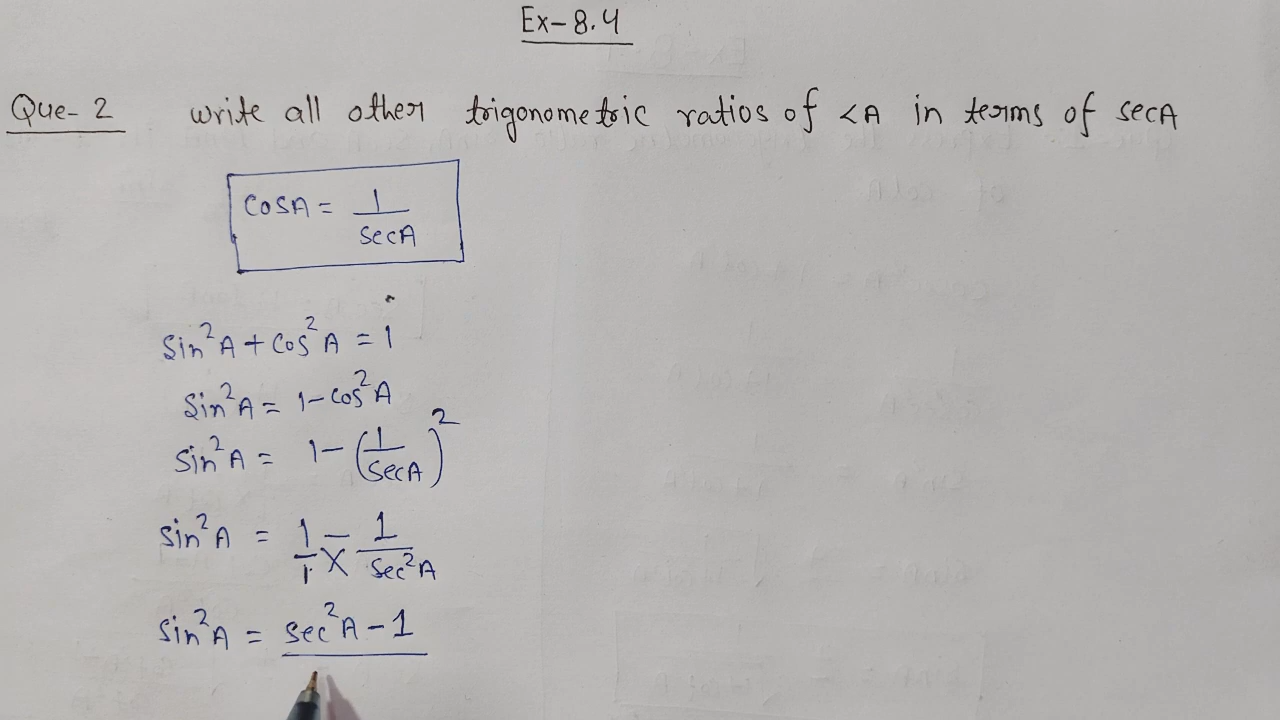 Ex-8.4
Que-2 write all other trigonometric ratios of <A in terms of secA
cosA = 1/secA
Sin²A + Cos²A = 1
Sin²A = 1-Cos²A
Sin²A = 1-(1/SecA)²
Sin²A = 1/1 - 1/Sec²A
Sin²A = Sec²A-1